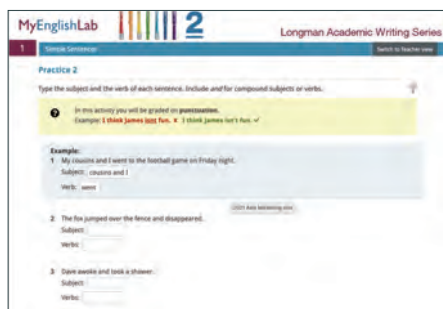 MyEnglishLab 2
Longman Academic Writing Series
1 Simple Sentences
Switch to Teacher view
Practice 2
Type the subject and the verb of each sentence. Include and for compound subjects or verbs.
In this activity you will be graded on punctuation.
Example: I think James isnt fun. X I think James isn't fun. ✓
Example:
1 My cousins and I went to the football game on Friday night.
Subject: cousins and I
Verb: went
2 The fox jumped over the fence and disappeared.
Subject:
Verbs:
3 Dave awoke and took a shower.
Subject:
Verbs: